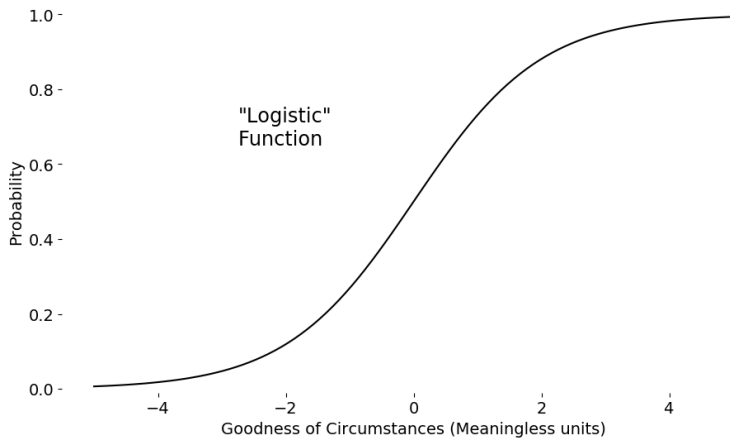 1.0
0.8
"Logistic"
Function
0.6
Probability
0.4
0.2
0.0
−4 −2 0 2 4
Goodness of Circumstances (Meaningless units)